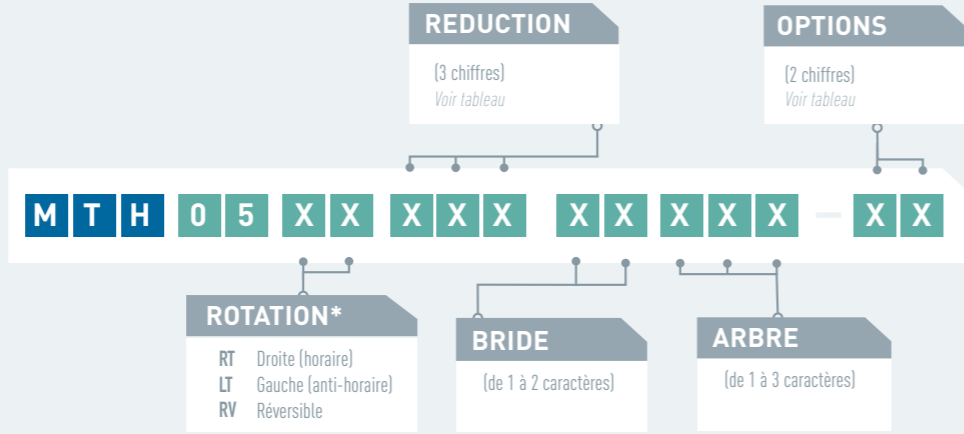 REDUCTION
(3 chiffres)
Voir tableau
OPTIONS
(2 chiffres)
Voir tableau
M T H 0 5 X X X X X X X X X X – X X
ROTATION*
RT Droite (horaire)
LT Gauche (anti-horaire)
RV Réversible
BRIDE
(de 1 à 2 caractères)
ARBRE
(de 1 à 3 caractères)